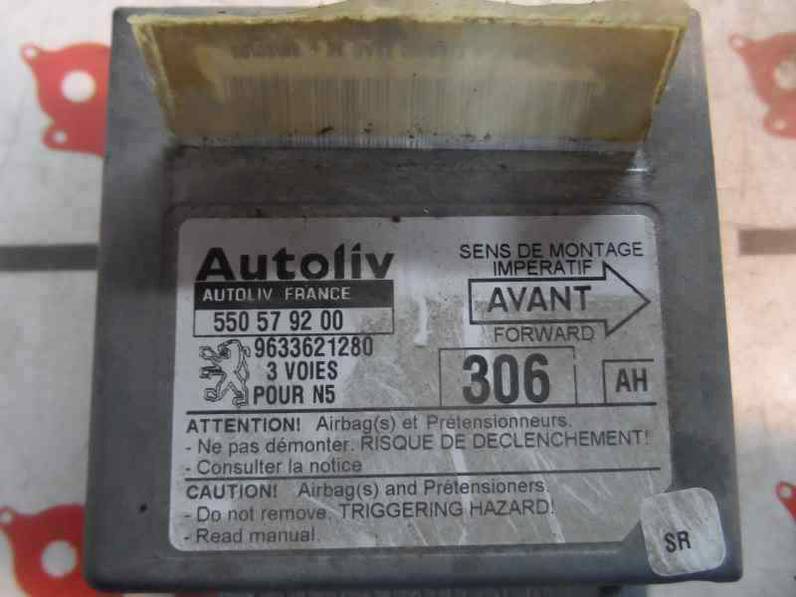 Autoliv
AUTOLIV FRANCE
550 57 92 00
9633621280
3 VOIES
POUR N5
SENS DE MONTAGE
IMPERATIF
AVANT
FORWARD
306
AH
ATTENTION! Airbag(s) et Prétensionneurs.
- Ne pas démonter. RISQUE DE DECLENCHEMENT!
- Consulter la notice
CAUTION! Airbag(s) and Prétensioners.
- Do not remove. TRIGGERING HAZARD!
- Read manual.
SR